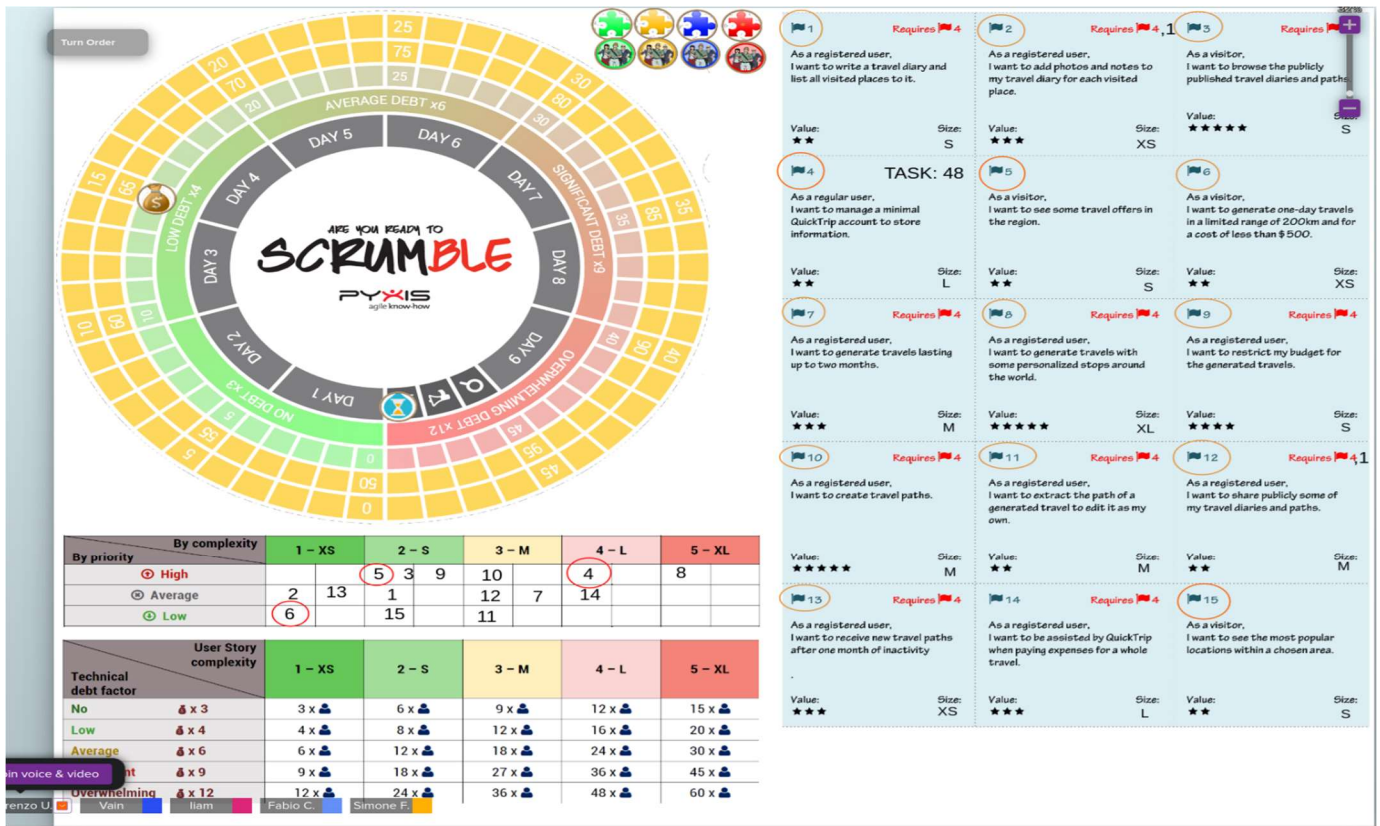 Turn Order
25
75
25
20
70
20
30
80
30
15
65
35
85
35
10
60
10
40
90
40
5
55
5
45
95
45
0
50
0
AVERAGE DEBT x6
LOW DEBT x4
SIGNIFICANT DEBT x9
NO DEBT x3
OVERWHELMING DEBT x12
DAY 5
DAY 6
DAY 4
DAY 7
DAY 3
DAY 8
DAY 2
DAY 9
DAY 1
ARE YOU READY TO
SCRUMBLE
PYXIS
agile know-how
By complexity
By priority
1 – XS 2 – S 3 – M 4 – L 5 – XL
High 5 3 9 10 4 8
Average 2 13 1 12 7 14
Low 6 15 11
User Story
complexity
Technical
debt factor
1 – XS 2 – S 3 – M 4 – L 5 – XL
No x 3 3 x 6 x 9 x 12 x 15 x
Low x 4 4 x 8 x 12 x 16 x 20 x
Average x 6 6 x 12 x 18 x 24 x 30 x
nt x 9 9 x 18 x 27 x 36 x 45 x
Overwhelming x 12 12 x 24 x 36 x 48 x 60 x
in voice & video
renzo U. Vain liam Fabio C. Simone F.
1 Requires 4
As a registered user,
I want to write a travel diary and
list all visited places to it.
Value: Size:
S
2 Requires 4,1
As a registered user,
I want to add photos and notes to
my travel diary for each visited
place.
Value: Size:
XS
3 Requires
As a visitor,
I want to browse the publicly
published travel diaries and paths
Value:
S
4 TASK: 48
As a regular user,
I want to manage a minimal
QuickTrip account to store
information.
Value: Size:
L
5
As a visitor,
I want to see some travel offers in
the region.
Value: Size:
S
6
As a visitor,
I want to generate one-day travels
in a limited range of 200km and for
a cost of less than $500.
Value: Size:
XS
7 Requires 4
As a registered user,
I want to generate travels lasting
up to two months.
Value: Size:
M
8 Requires 4
As a registered user,
I want to generate travels with
some personalized stops around
the world.
Value: Size:
XL
9 Requires 4
As a registered user,
I want to restrict my budget for
the generated travels.
Value: Size:
S
10 Requires 4
As a registered user,
I want to create travel paths.
Value: Size:
M
11 Requires 4
As a registered user,
I want to extract the path of a
generated travel to edit it as my
own.
Value: Size:
M
12 Requires 4,1
As a registered user,
I want to share publicly some of
my travel diaries and paths.
Value: Size:
M
13 Requires 4
As a registered user,
I want to receive new travel paths
after one month of inactivity
.
Value: Size:
XS
14 Requires 4
As a registered user,
I want to be assisted by QuickTrip
when paying expenses for a whole
travel.
Value: Size:
L
15
As a visitor,
I want to see the most popular
locations within a chosen area.
Value: Size:
S